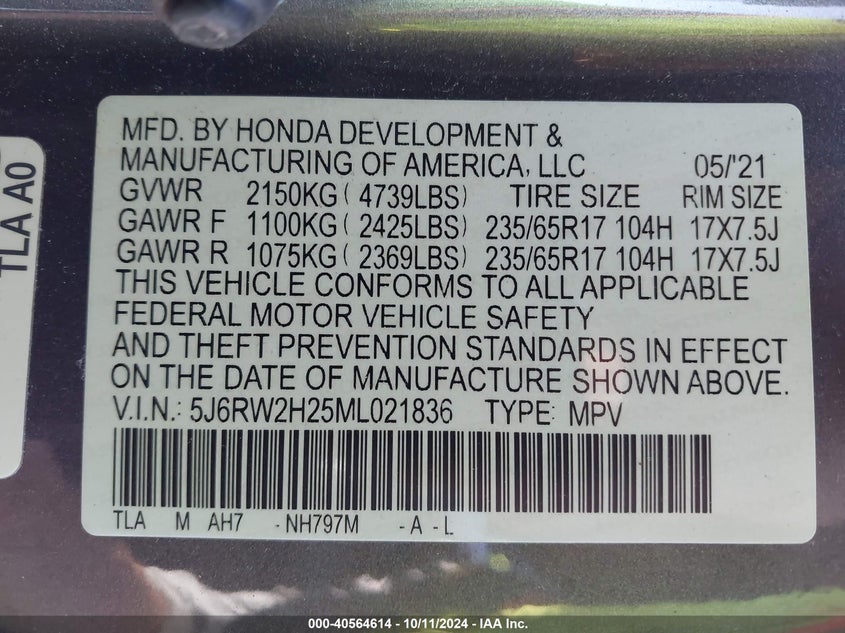 TLA A0
MFD. BY HONDA DEVELOPMENT &
MANUFACTURING OF AMERICA, LLC 05/'21
GVWR 2150KG ( 4739LBS) TIRE SIZE RIM SIZE
GAWR F 1100KG ( 2425LBS) 235/65R17 104H 17X7.5J
GAWR R 1075KG ( 2369LBS) 235/65R17 104H 17X7.5J
THIS VEHICLE CONFORMS TO ALL APPLICABLE
FEDERAL MOTOR VEHICLE SAFETY
AND THEFT PREVENTION STANDARDS IN EFFECT
ON THE DATE OF MANUFACTURE SHOWN ABOVE.
V.I.N.: 5J6RW2H25ML021836 TYPE: MPV
TLA M AH7 -NH797M -A -L
000-40564614 - 10/11/2024 - IAA Inc.